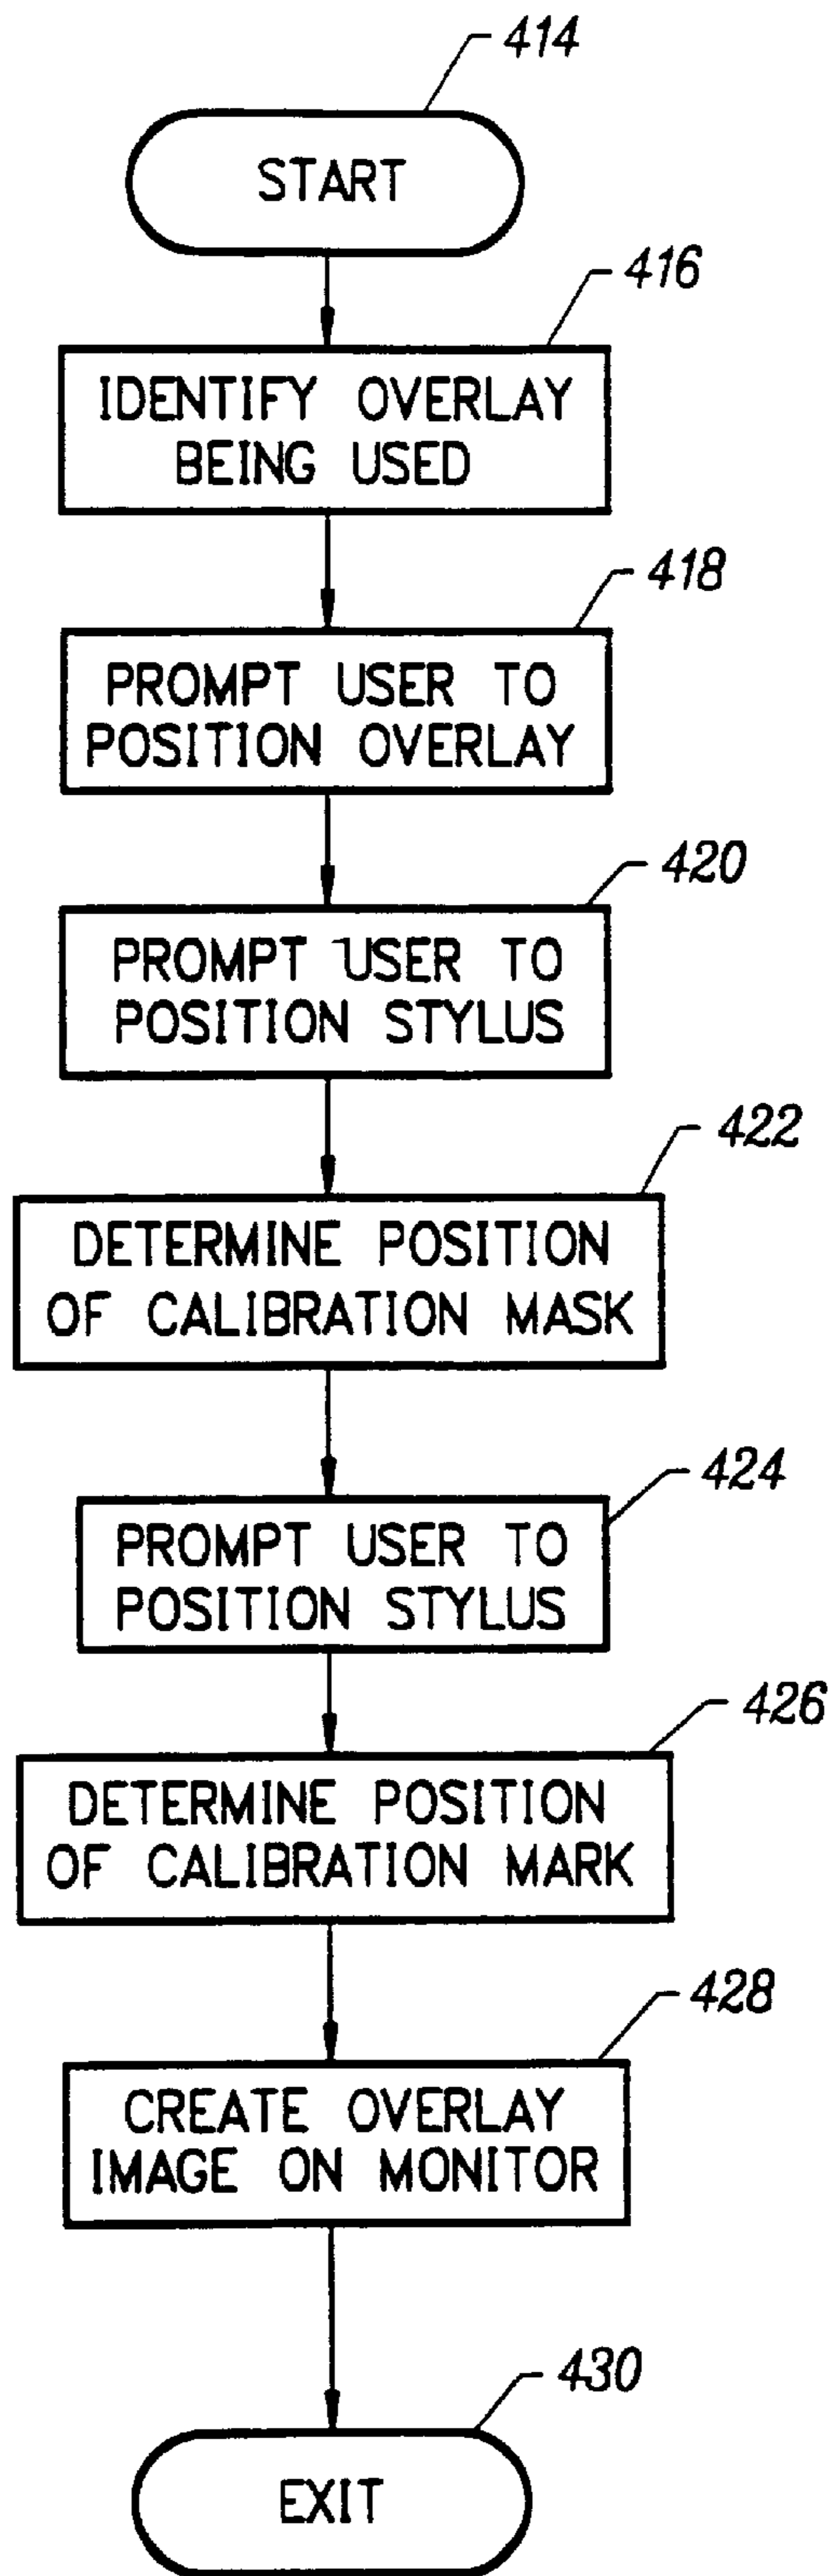 414
START
416
IDENTIFY OVERLAY
BEING USED
418
PROMPT USER TO
POSITION OVERLAY
420
PROMPT USER TO
POSITION STYLUS
422
DETERMINE POSITION
OF CALIBRATION MASK
424
PROMPT USER TO
POSITION STYLUS
426
DETERMINE POSITION
OF CALIBRATION MARK
428
CREATE OVERLAY
IMAGE ON MONITOR
430
EXIT